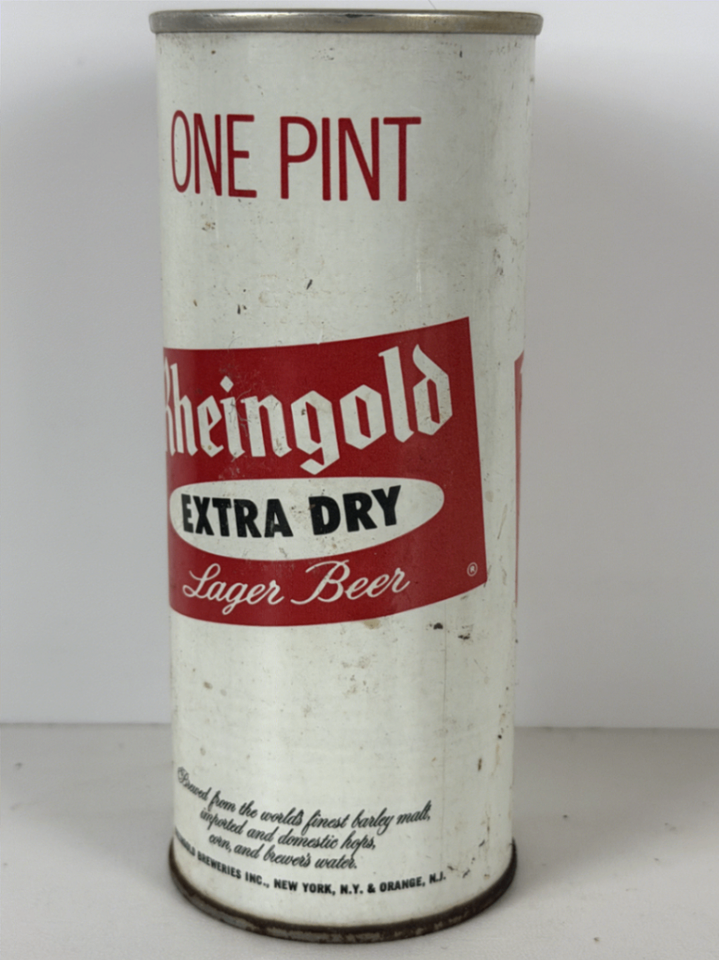 ONE PINT
Rheingold
EXTRA DRY
Lager Beer
®
Brewed from the world's finest barley malt,
imported and domestic hops,
corn, and brewer's water.
BREWERIES INC., NEW YORK, N.Y. & ORANGE, N.J.